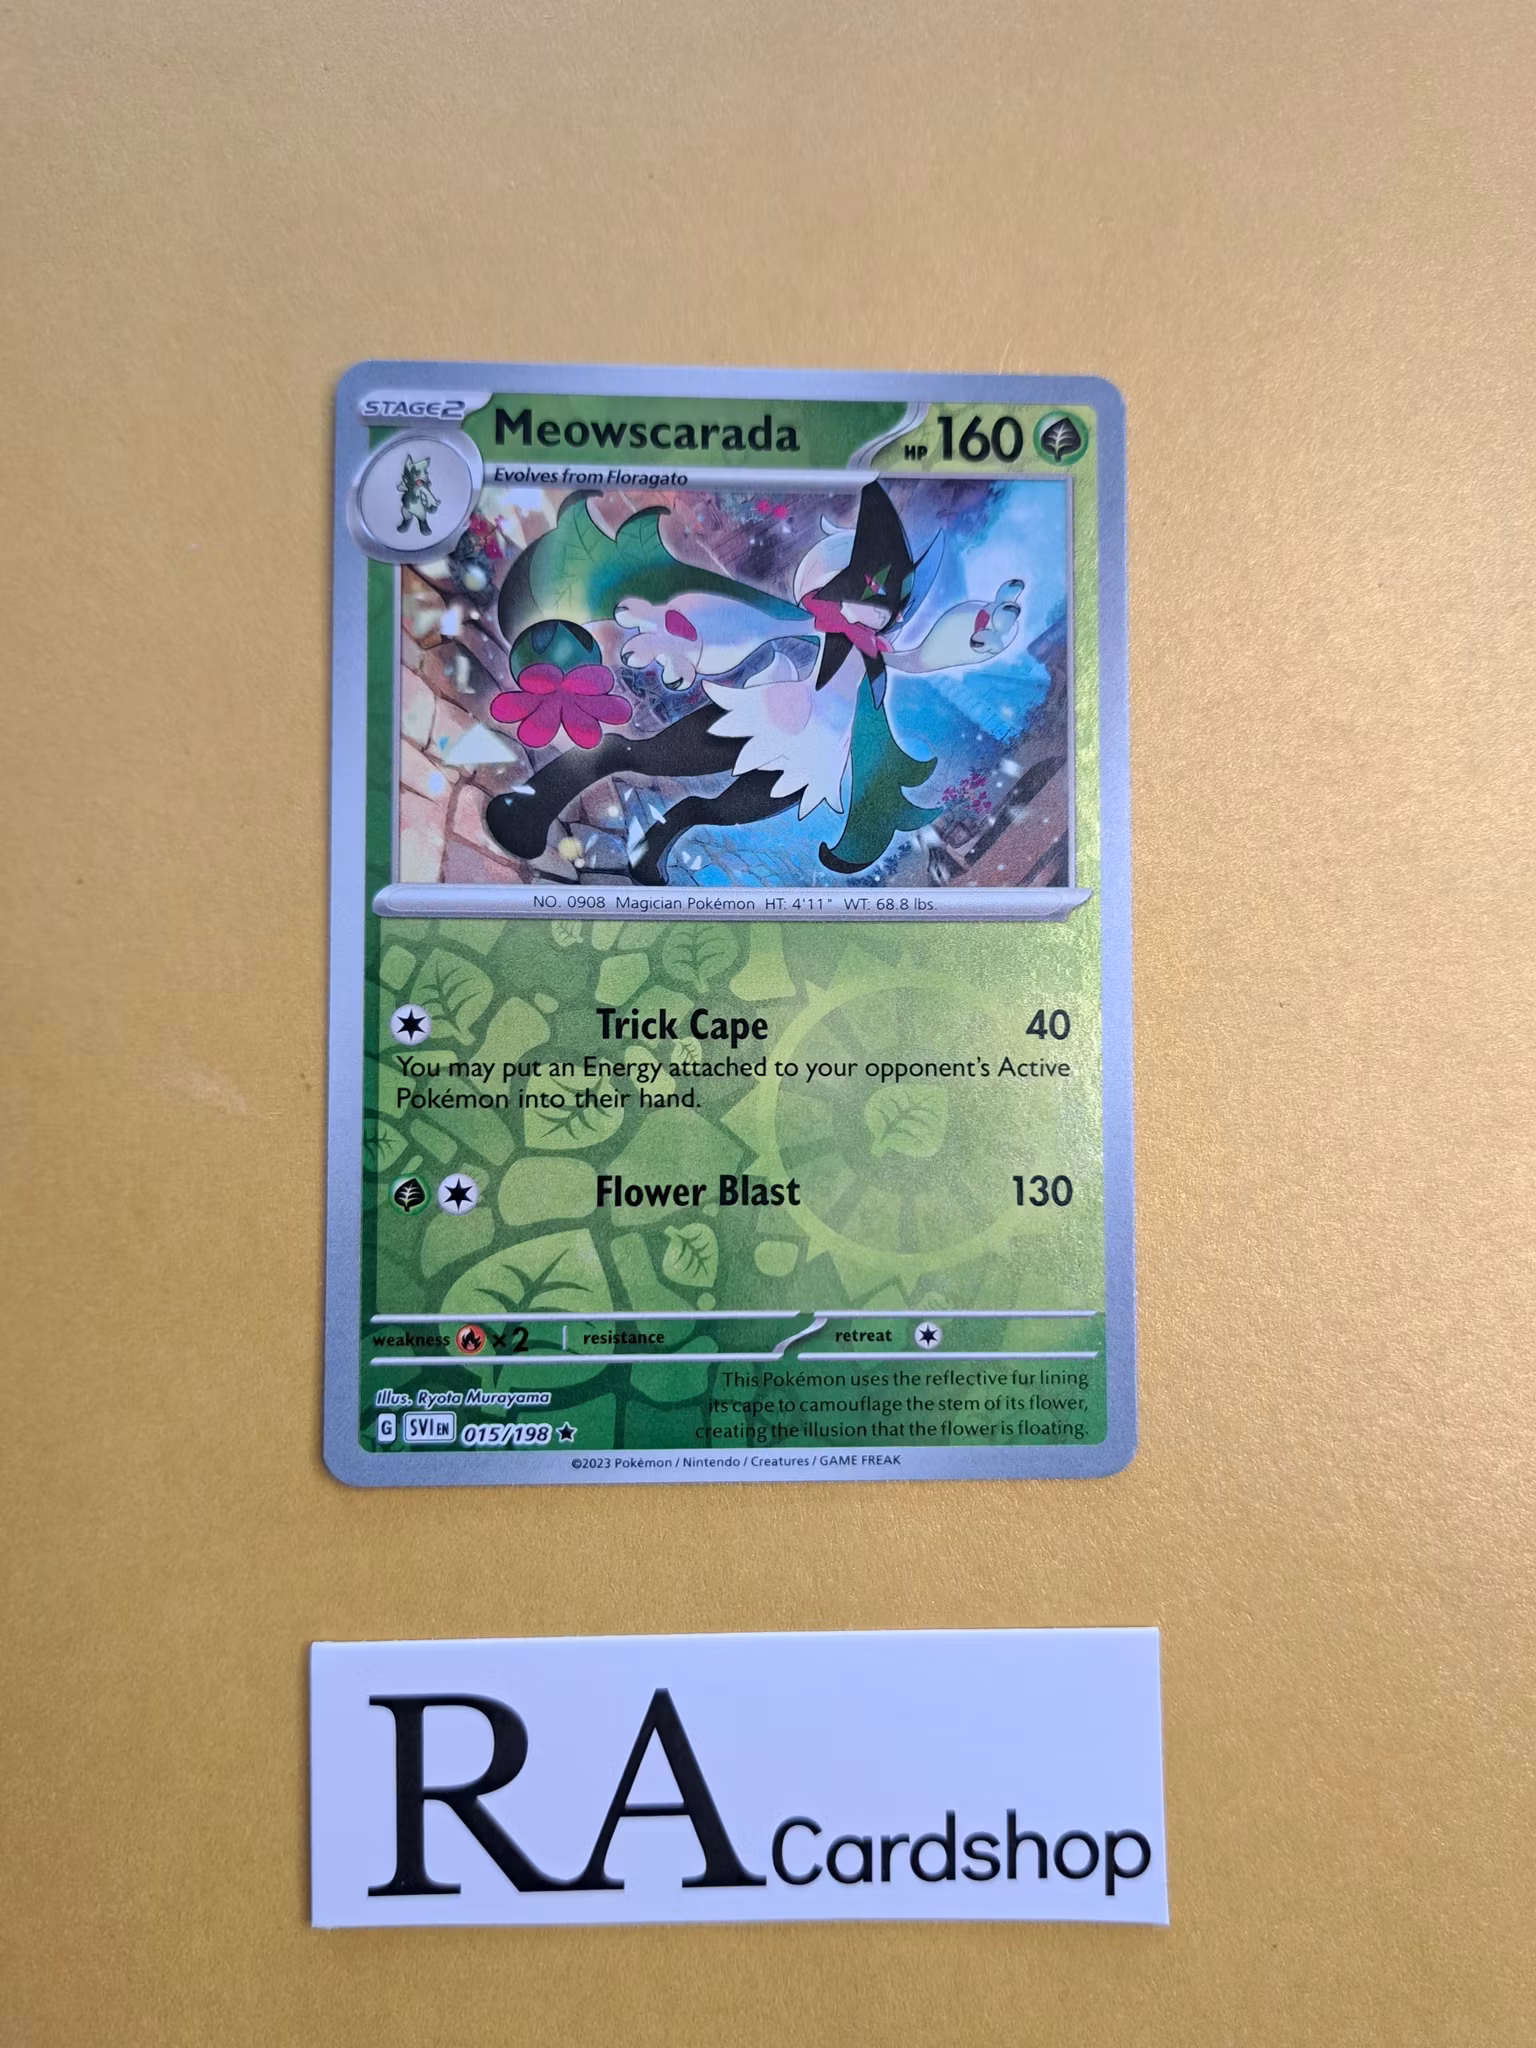 STAGE2
Meowscarada
HP 160
Evolves from Floragato
NO. 0908 Magician Pokémon HT: 4'11" WT: 68.8 lbs.
Trick Cape 40
You may put an Energy attached to your opponent's Active
Pokémon into their hand.
Flower Blast 130
weakness ×2 resistance retreat
This Pokémon uses the reflective fur lining
its cape to camouflage the stem of its flower,
creating the illusion that the flower is floating.
Illus. Ryota Murayama
G SVI EN 015/198 ★
©2023 Pokémon / Nintendo / Creatures / GAME FREAK
RA Cardshop